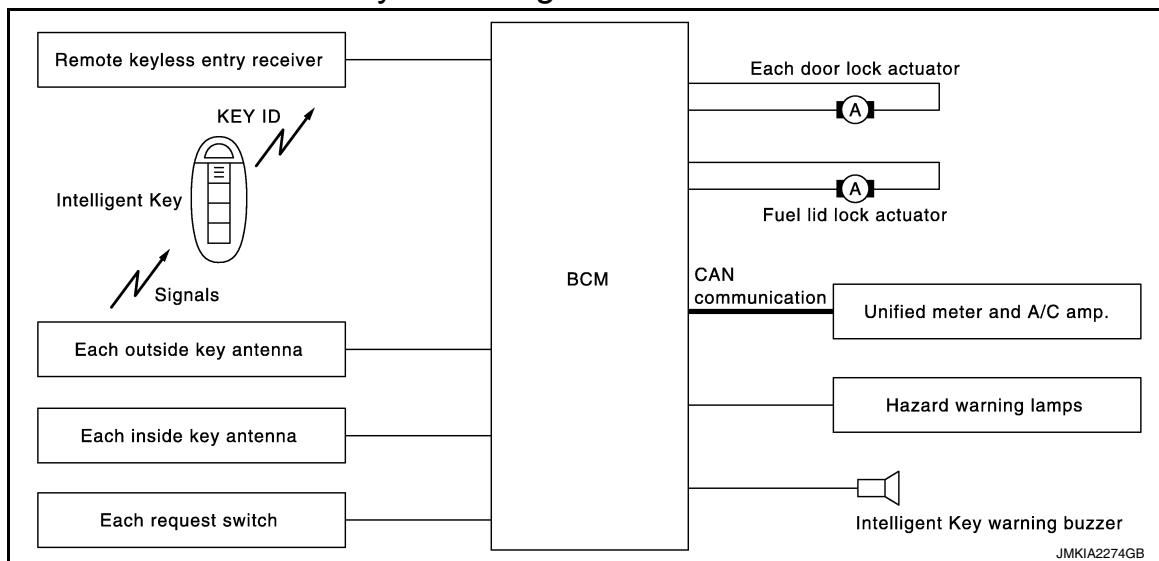 Remote keyless entry receiver
KEY ID
Intelligent Key
Signals
Each outside key antenna
Each inside key antenna
Each request switch
BCM
Each door lock actuator
A
A
Fuel lid lock actuator
CAN
communication
Unified meter and A/C amp.
Hazard warning lamps
Intelligent Key warning buzzer
JMKIA2274GB